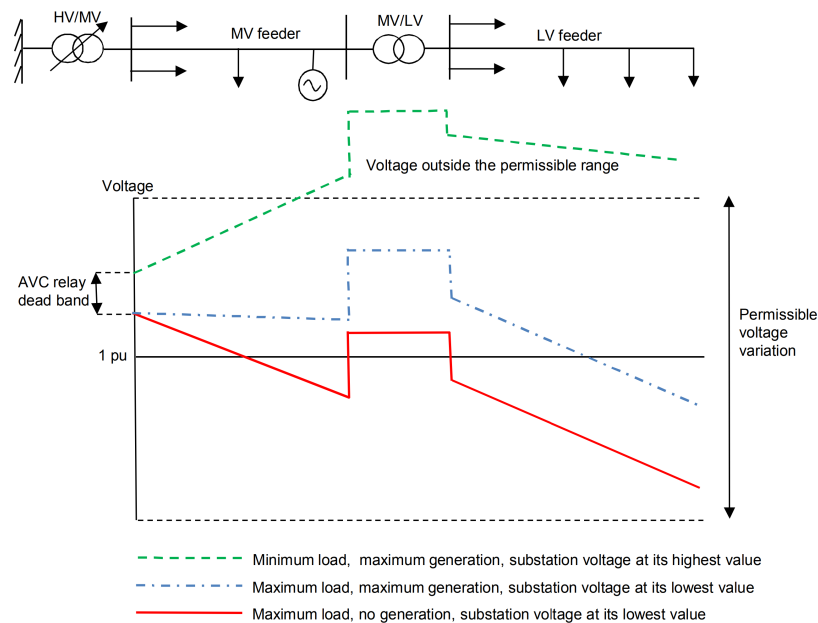 HV/MV
MV feeder
MV/LV
LV feeder
Voltage outside the permissible range
Voltage
AVC relay
dead band
Permissible
voltage
variation
1 pu
Minimum load, maximum generation, substation voltage at its highest value
Maximum load, maximum generation, substation voltage at its lowest value
Maximum load, no generation, substation voltage at its lowest value